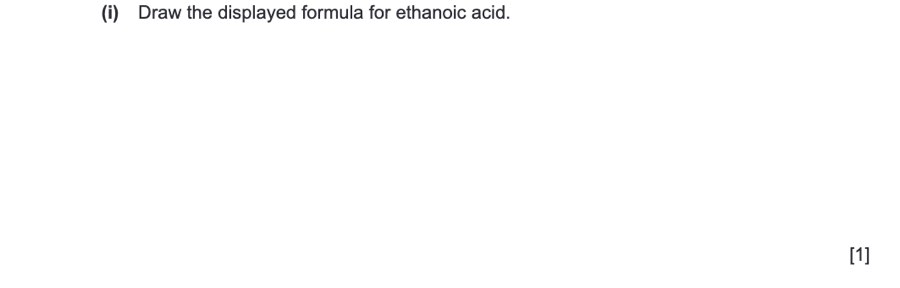 (i) Draw the displayed formula for ethanoic acid.
[1]